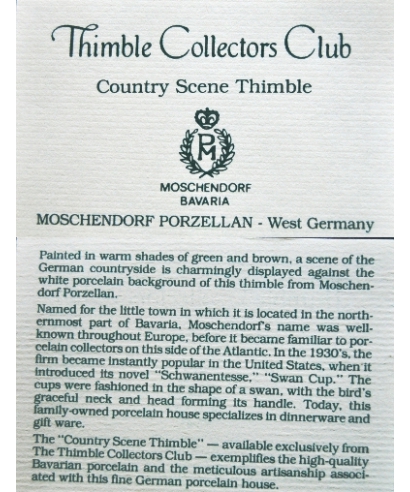 Thimble Collectors Club
Country Scene Thimble
PM
MOSCHENDORF
BAVARIA
MOSCHENDORF PORZELLAN - West Germany
Painted in warm shades of green and brown, a scene of the
German countryside is charmingly displayed against the
white porcelain background of this thimble from Moschen-
dorf Porzellan.
Named for the little town in which it is located in the north-
ernmost part of Bavaria, Moschendorf's name was well-
known throughout Europe, before it became familiar to por-
celain collectors on this side of the Atlantic. In the 1930's, the
firm became instantly popular in the United States, when it
introduced its novel "Schwanentesse," "Swan Cup." The
cups were fashioned in the shape of a swan, with the bird's
graceful neck and head forming its handle. Today, this
family-owned porcelain house specializes in dinnerware and
gift ware.
The "Country Scene Thimble" — available exclusively from
The Thimble Collectors Club — exemplifies the high-quality
Bavarian porcelain and the meticulous artisanship associ-
ated with this fine German porcelain house.